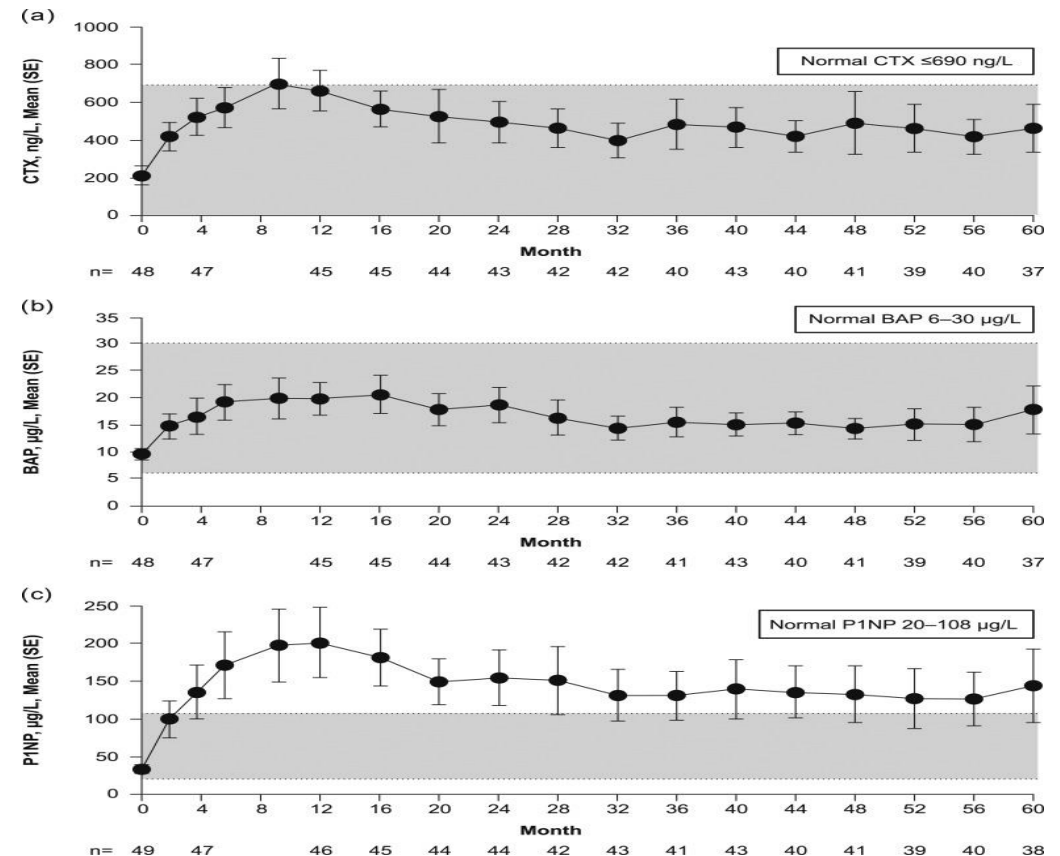 (a)
1000
800
600
400
200
0
CTX, ng/L, Mean (SE)
Normal CTX ≤690 ng/L
0 4 8 12 16 20 24 28 32 36 40 44 48 52 56 60
Month
n= 48 47 45 45 44 43 42 42 40 43 40 41 39 40 37
(b)
35
30
25
20
15
10
5
0
BAP, µg/L, Mean (SE)
Normal BAP 6–30 µg/L
0 4 8 12 16 20 24 28 32 36 40 44 48 52 56 60
Month
n= 48 47 45 45 44 43 42 42 41 43 40 41 39 40 37
(c)
250
200
150
100
50
0
P1NP, µg/L, Mean (SE)
Normal P1NP 20–108 µg/L
0 4 8 12 16 20 24 28 32 36 40 44 48 52 56 60
Month
n= 49 47 46 45 44 44 42 43 41 43 40 41 39 40 38